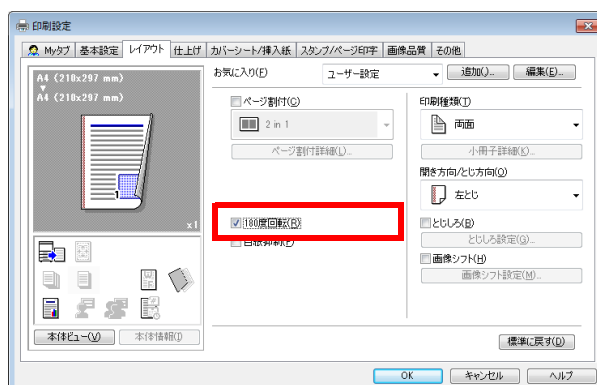 印刷設定
Myタブ 基本設定 レイアウト 仕上げ カバーシート/挿入紙 スタンプ/ページ印字 画像品質 その他
A4 (210x297 mm)
A4 (210x297 mm)
1
x1
お気に入り(F) ユーザー設定 追加()... 編集(E)...
ページ割付(C)
2 in 1
ページ割付詳細(L)...
180度回転(R)
白紙抑制(P)
印刷種類(T)
両面
小冊子詳細(K)...
開き方向/とじ方向(O)
左とじ
とじしろ(B)
とじしろ設定(G)...
画像シフト(H)
画像シフト設定(M)...
本体ビュー(V) 本体情報(I)
標準に戻す(D)
OK キャンセル ヘルプ